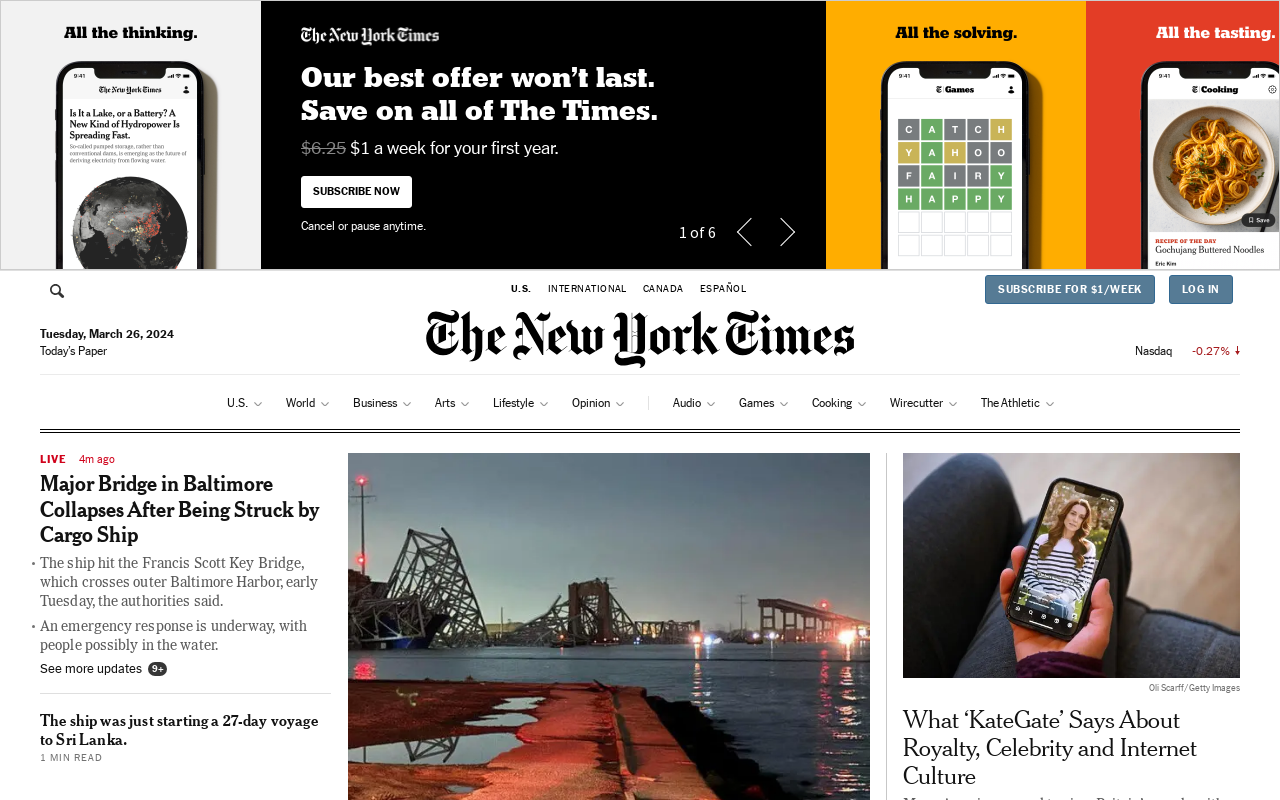 All the thinking.
9:41
The New York Times
Is It a Lake, or a Battery? A
New Kind of Hydropower Is
Spreading Fast.
So-called pumped storage, rather than
conventional dams, is emerging as the future of
deriving electricity from flowing water.
The New York Times
Our best offer won’t last.
Save on all of The Times.
$6.25 $1 a week for your first year.
SUBSCRIBE NOW
Cancel or pause anytime.
1 of 6
All the solving.
9:41
Games
C A T C H
Y A H O O
F A I R Y
H A P P Y
All the tasting.
9:41
Cooking
Save
RECIPE OF THE DAY
Gochujang Buttered Noodles
Eric Kim
U.S. INTERNATIONAL CANADA ESPAÑOL
SUBSCRIBE FOR $1/WEEK LOG IN
Tuesday, March 26, 2024
Today’s Paper
The New York Times
Nasdaq -0.27%
U.S. World Business Arts Lifestyle Opinion Audio Games Cooking Wirecutter The Athletic
LIVE 4m ago
Major Bridge in Baltimore
Collapses After Being Struck by
Cargo Ship
• The ship hit the Francis Scott Key Bridge,
which crosses outer Baltimore Harbor, early
Tuesday, the authorities said.
• An emergency response is underway, with
people possibly in the water.
See more updates 9+
The ship was just starting a 27-day voyage
to Sri Lanka.
1 MIN READ
Oli Scarff/Getty Images
What ‘KateGate’ Says About
Royalty, Celebrity and Internet
Culture